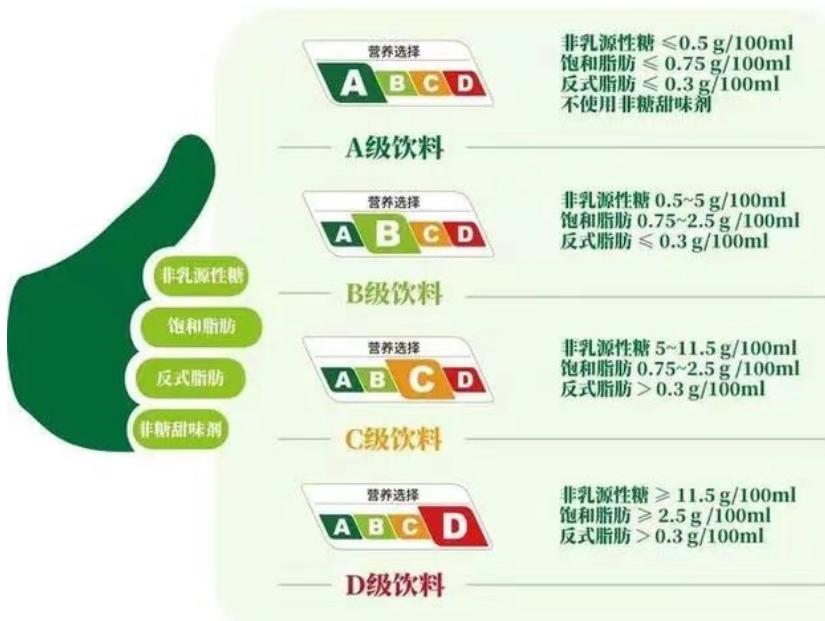 营养选择
A B C D
A级饮料
非乳源性糖 ≤0.5 g/100ml
饱和脂肪 ≤ 0.75 g/100ml
反式脂肪 ≤ 0.3 g/100ml
不使用非糖甜味剂
营养选择
A B C D
B级饮料
非乳源性糖 0.5~5 g/100ml
饱和脂肪 0.75~2.5 g /100ml
反式脂肪 ≤ 0.3 g/100ml
非乳源性糖
饱和脂肪
反式脂肪
非糖甜味剂
营养选择
A B C D
C级饮料
非乳源性糖 5~11.5 g/100ml
饱和脂肪 0.75~2.5 g /100ml
反式脂肪 > 0.3 g/100ml
营养选择
A B C D
D级饮料
非乳源性糖 ≥ 11.5 g/100ml
饱和脂肪 ≥ 2.5 g /100ml
反式脂肪 > 0.3 g/100ml